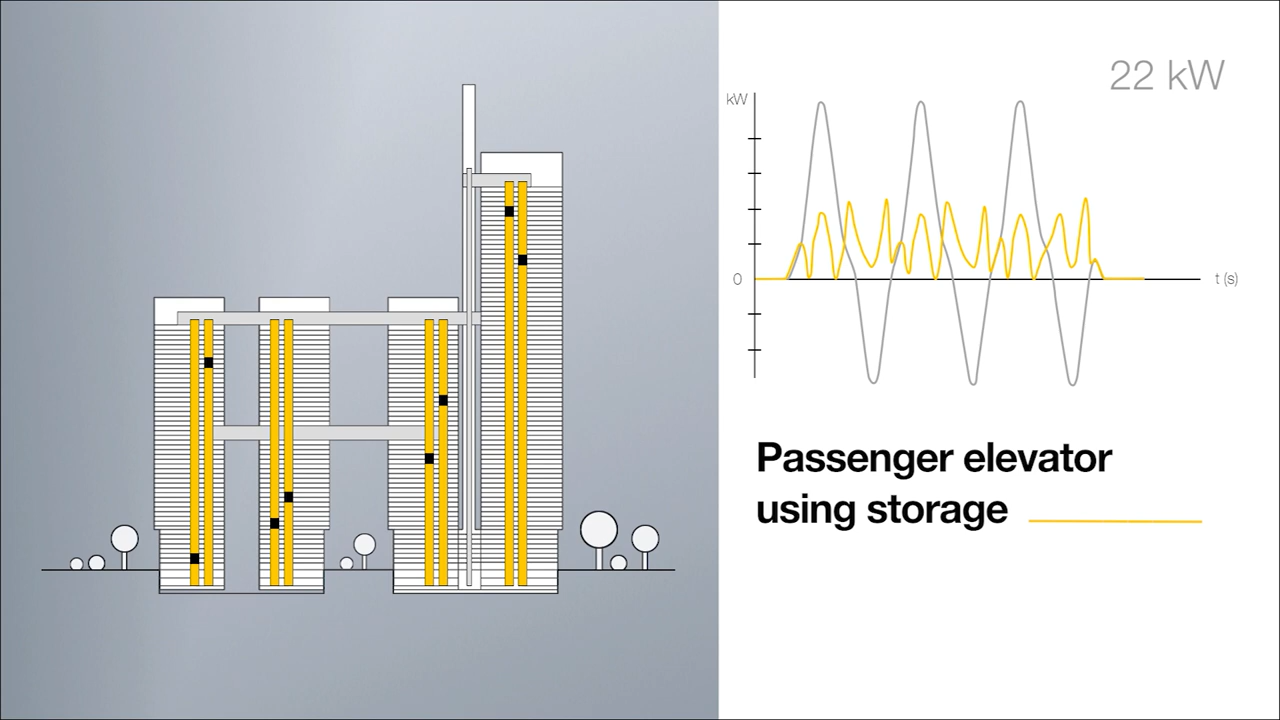 22 kW
kW
0
t (s)
Passenger elevator
using storage